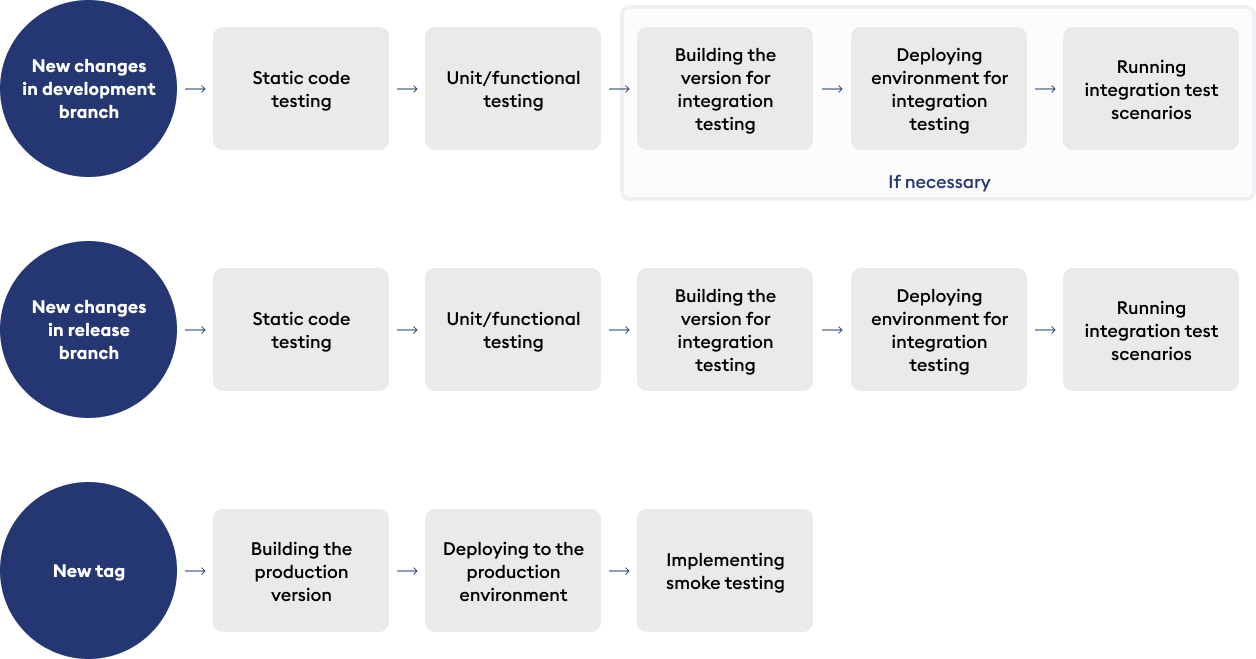 New changes
in development
branch
Static code
testing
Unit/functional
testing
Building the
version for
integration
testing
Deploying
environment for
integration
testing
Running
integration test
scenarios
If necessary
New changes
in release
branch
Static code
testing
Unit/functional
testing
Building the
version for
integration
testing
Deploying
environment for
integration
testing
Running
integration test
scenarios
New tag
Building the
production
version
Deploying to the
production
environment
Implementing
smoke testing